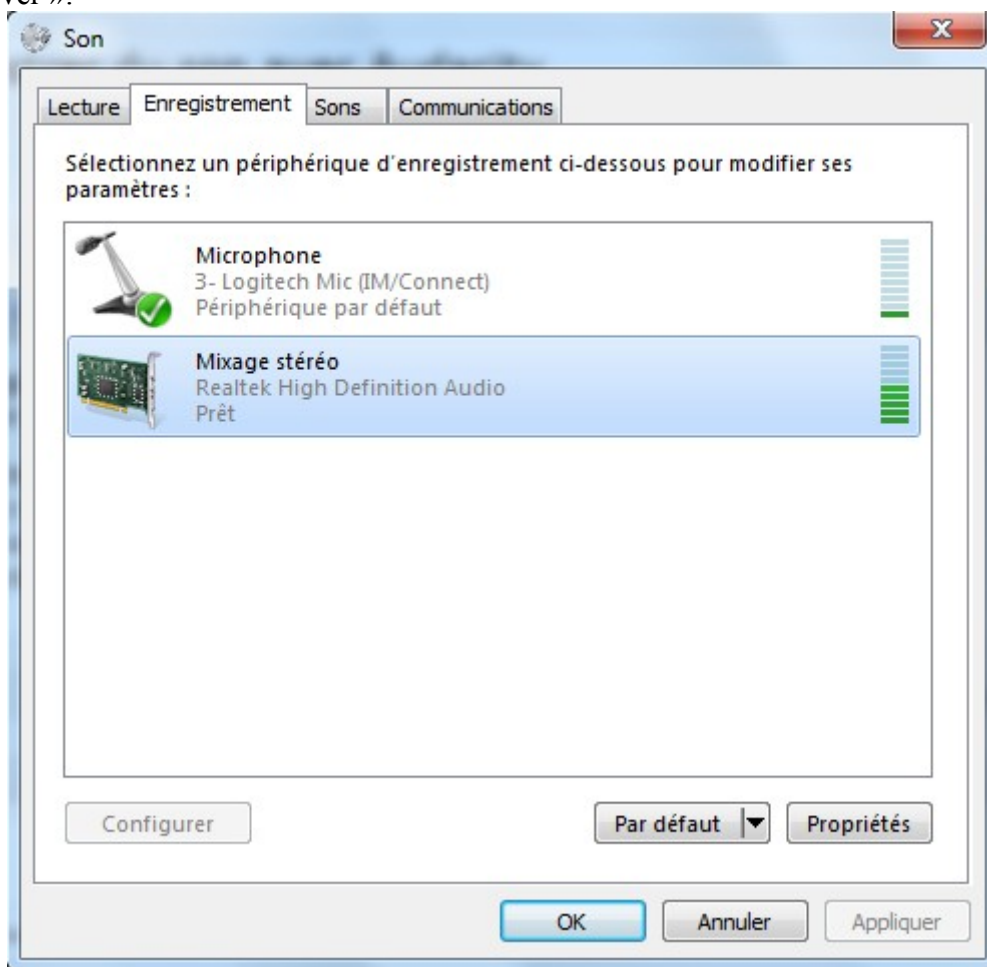 ver ».
Son
Lecture Enregistrement Sons Communications
Sélectionnez un périphérique d'enregistrement ci-dessous pour modifier ses
paramètres :
Microphone
3- Logitech Mic (IM/Connect)
Périphérique par défaut
Mixage stéréo
Realtek High Definition Audio
Prêt
Configurer Par défaut Propriétés
OK Annuler Appliquer